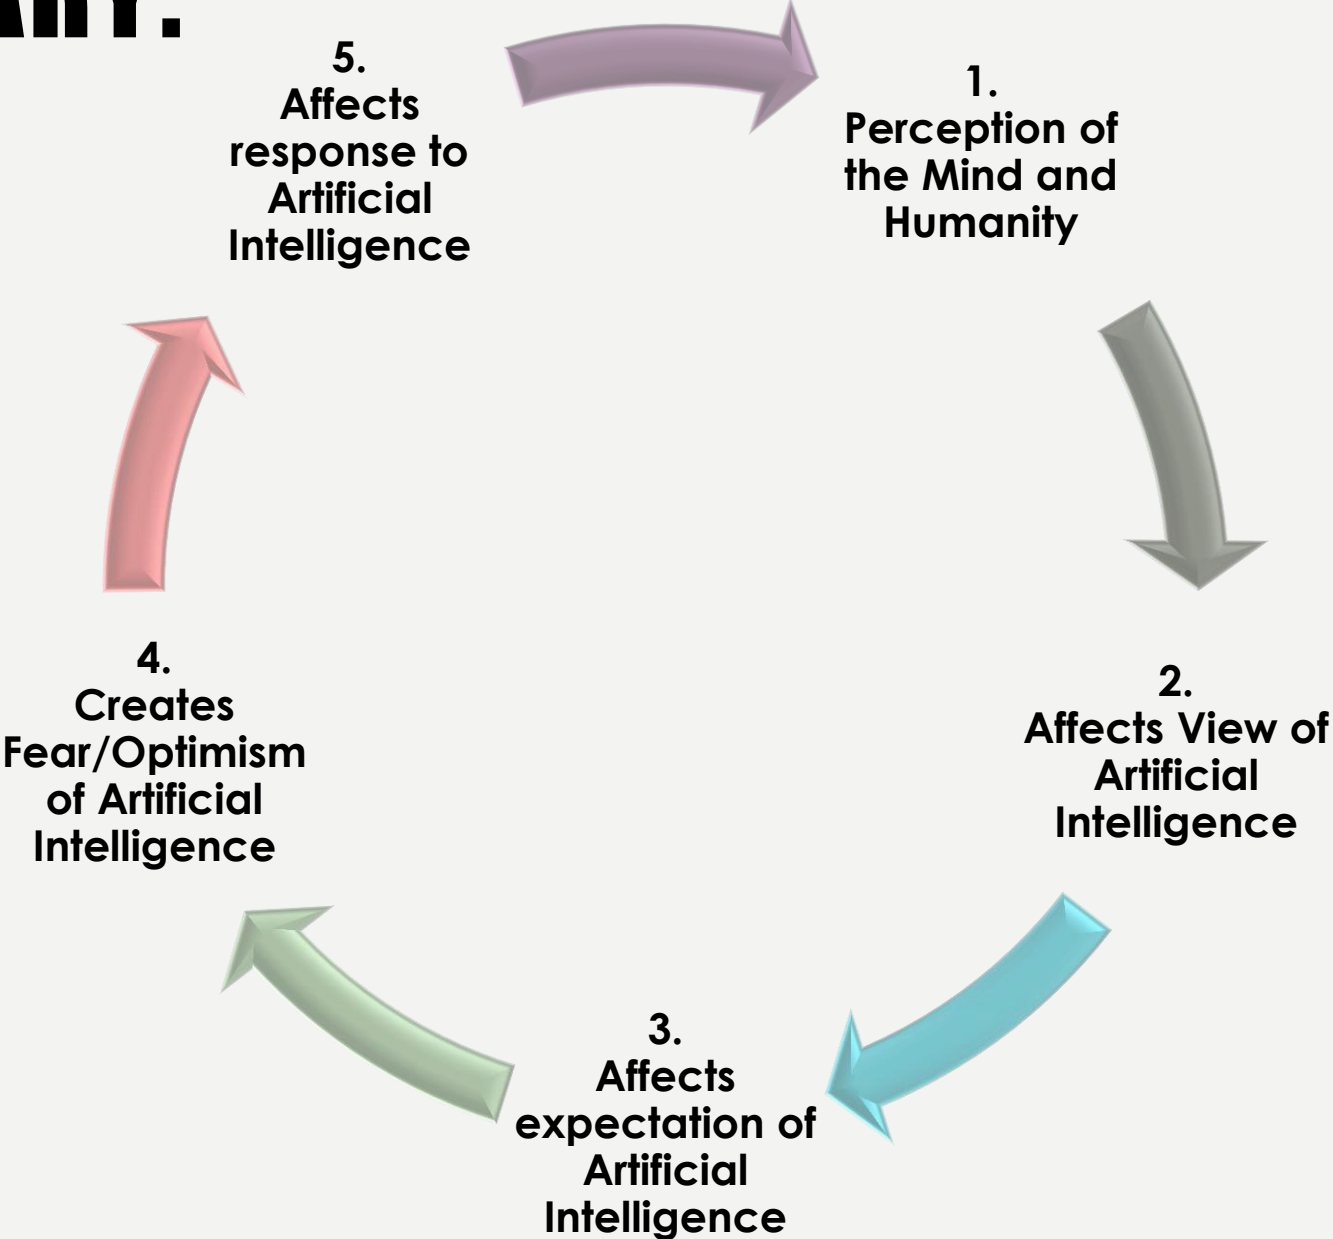 1.
Perception of
the Mind and
Humanity
2.
Affects View of
Artificial
Intelligence
3.
Affects
expectation of
Artificial
Intelligence
4.
Creates
Fear/Optimism
of Artificial
Intelligence
5.
Affects
response to
Artificial
Intelligence